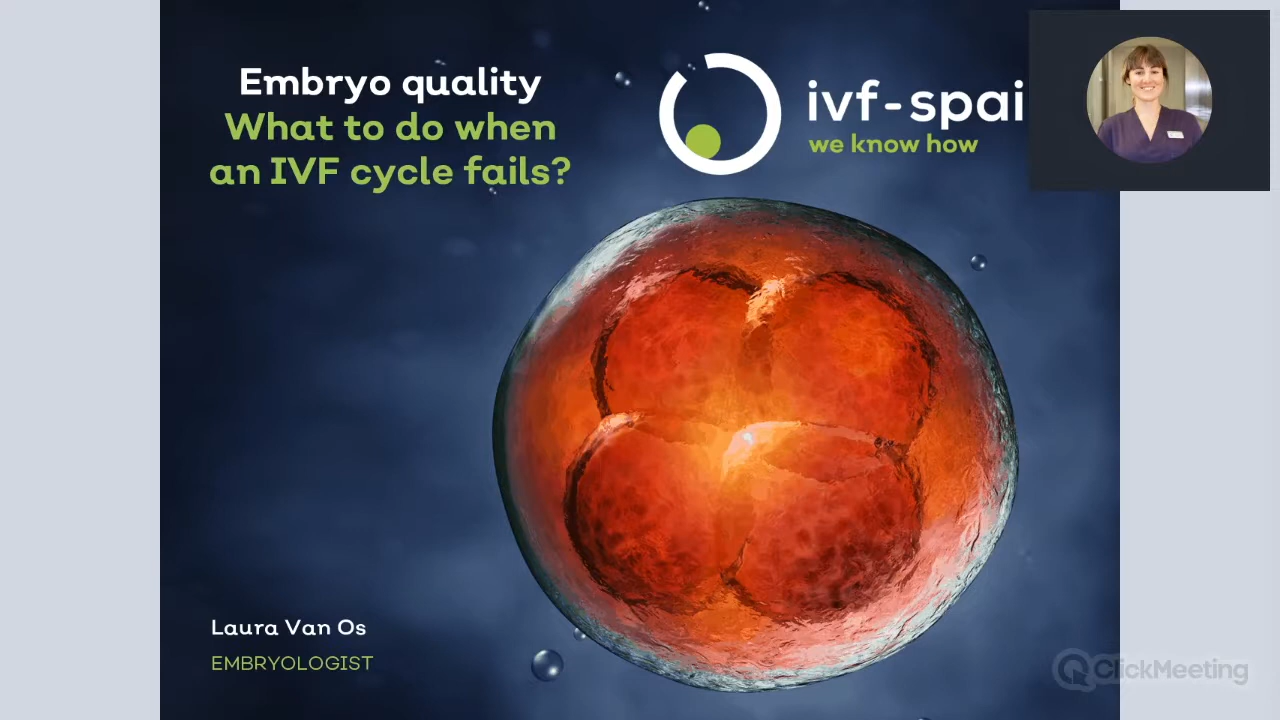 Embryo quality
What to do when
an IVF cycle fails?
ivf-spai
we know how
Laura Van Os
EMBRYOLOGIST
ClickMeeting